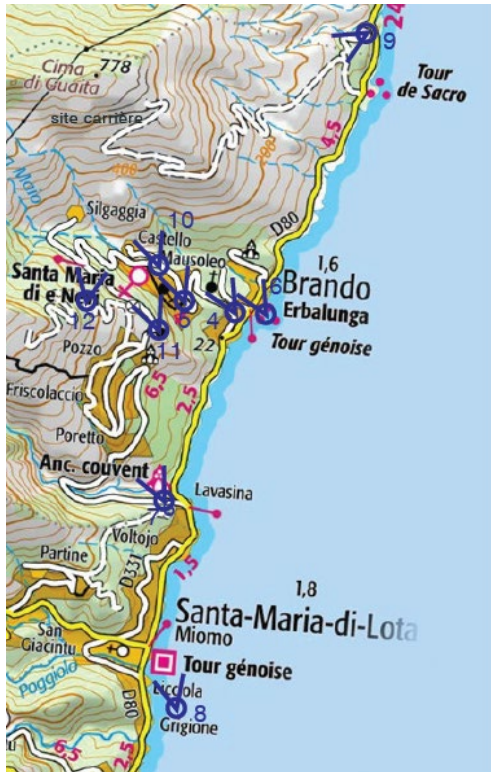 24
9
Cima
di Guaita
778
Tour
de Sacro
site carrière
4,5
200
400
Silgaggia
D80
10
Castello
Mausoleo
1,6
Santa Maria
Brando
6
Erbalunga
12
5
4
11
22
Tour génoise
Pozzo
6,5
2,5
Friscolaccio
Poretto
Anc. couvent
Lavasina
Voltojo
Partine
D331
1,5
1,8
Santa-Maria-di-Lota
San
Giacintu
Miomo
Tour génoise
Poggiolo
D80
Licciola
8
Grigione
6,5
2,5